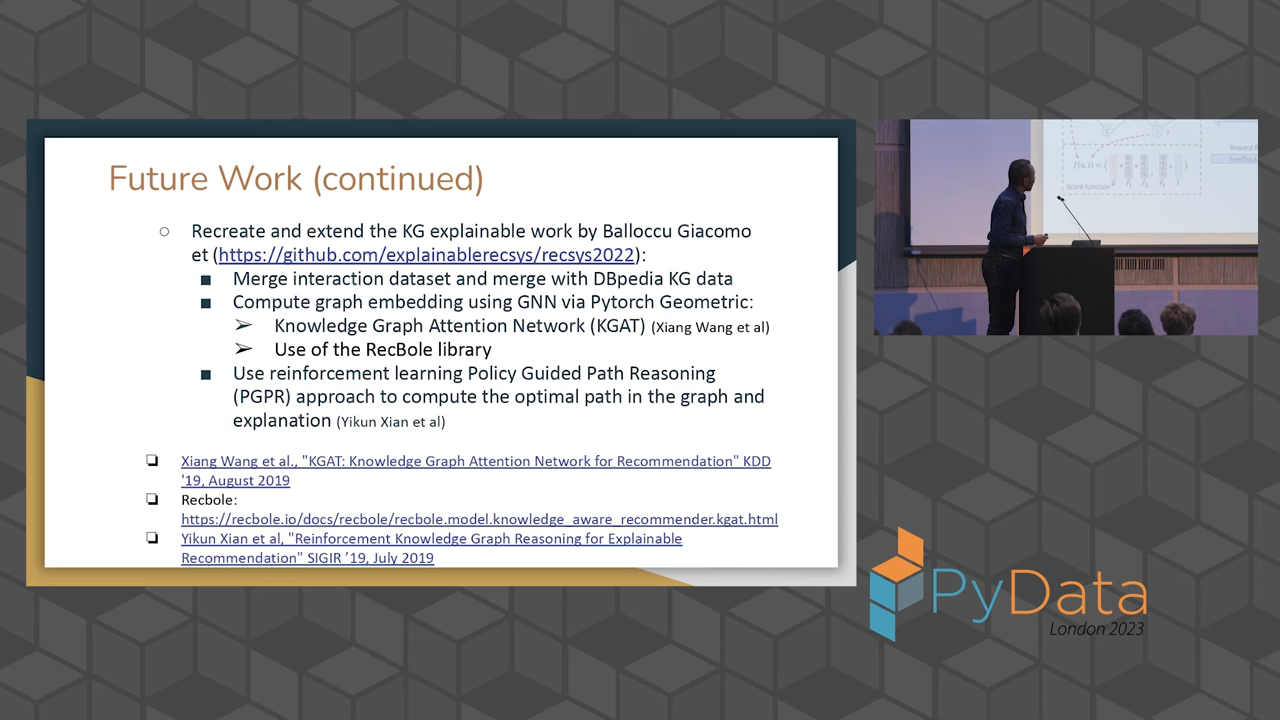 Future Work (continued)
○ Recreate and extend the KG explainable work by Balloccu Giacomo
et (https://github.com/explainablerecsys/recsys2022):
■ Merge interaction dataset and merge with DBpedia KG data
■ Compute graph embedding using GNN via Pytorch Geometric:
➢ Knowledge Graph Attention Network (KGAT) (Xiang Wang et al)
➢ Use of the RecBole library
■ Use reinforcement learning Policy Guided Path Reasoning
(PGPR) approach to compute the optimal path in the graph and
explanation (Yikun Xian et al)
❏ Xiang Wang et al., "KGAT: Knowledge Graph Attention Network for Recommendation" KDD
'19, August 2019
❏ Recbole:
https://recbole.io/docs/recbole/recbole.model.knowledge_aware_recommender.kgat.html
❏ Yikun Xian et al, "Reinforcement Knowledge Graph Reasoning for Explainable
Recommendation" SIGIR ’19, July 2019
Score function
PyData
London 2023